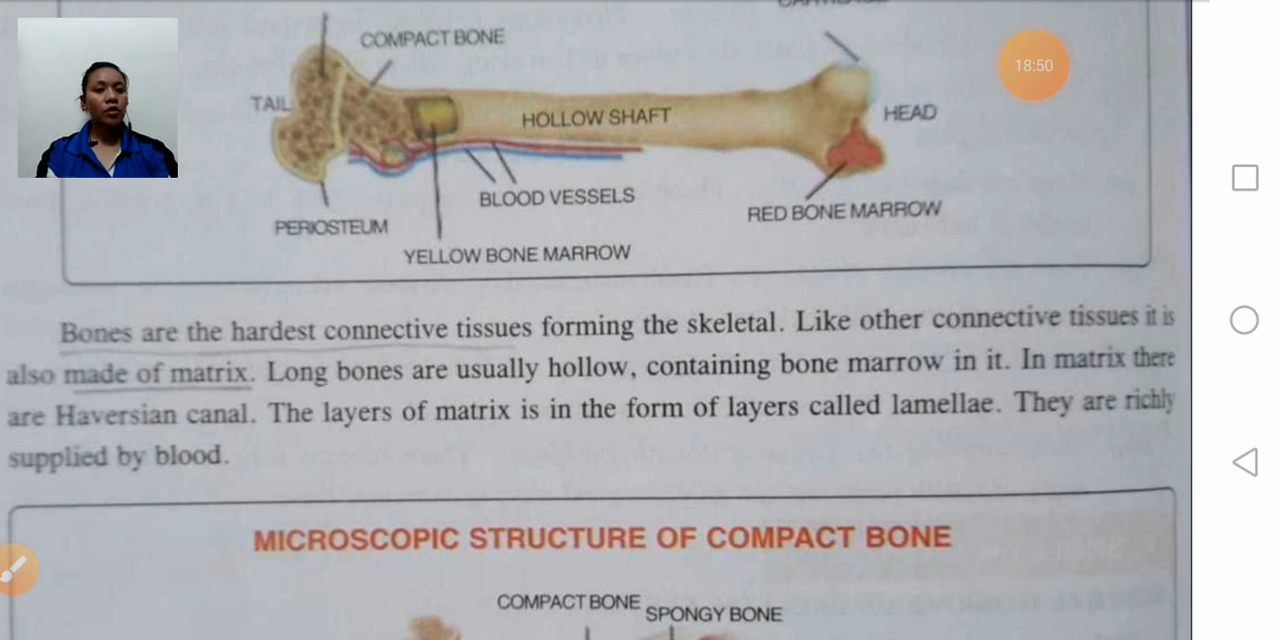 COMPACT BONE
18:50
TAIL
HOLLOW SHAFT
HEAD
BLOOD VESSELS
RED BONE MARROW
PERIOSTEUM
YELLOW BONE MARROW
Bones are the hardest connective tissues forming the skeletal. Like other connective tissues it is
also made of matrix. Long bones are usually hollow, containing bone marrow in it. In matrix there
are Haversian canal. The layers of matrix is in the form of layers called lamellae. They are richly
supplied by blood.
MICROSCOPIC STRUCTURE OF COMPACT BONE
COMPACT BONE
SPONGY BONE